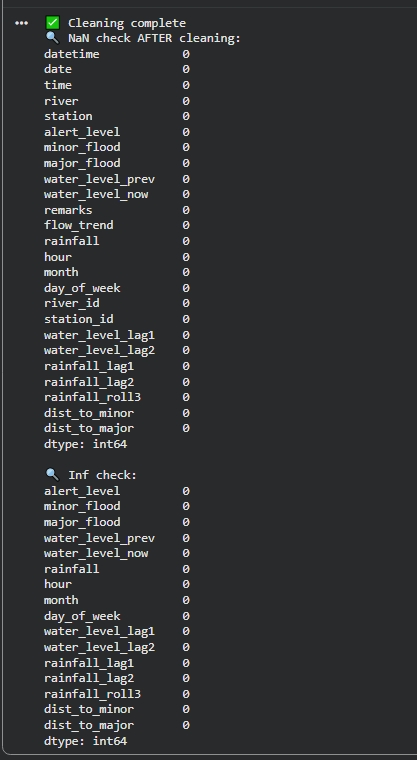 ✅ Cleaning complete
🔍 NaN check AFTER cleaning:
datetime 0
date 0
time 0
river 0
station 0
alert_level 0
minor_flood 0
major_flood 0
water_level_prev 0
water_level_now 0
remarks 0
flow_trend 0
rainfall 0
hour 0
month 0
day_of_week 0
river_id 0
station_id 0
water_level_lag1 0
water_level_lag2 0
rainfall_lag1 0
rainfall_lag2 0
rainfall_roll3 0
dist_to_minor 0
dist_to_major 0
dtype: int64
🔍 Inf check:
alert_level 0
minor_flood 0
major_flood 0
water_level_prev 0
water_level_now 0
rainfall 0
hour 0
month 0
day_of_week 0
water_level_lag1 0
water_level_lag2 0
rainfall_lag1 0
rainfall_lag2 0
rainfall_roll3 0
dist_to_minor 0
dist_to_major 0
dtype: int64